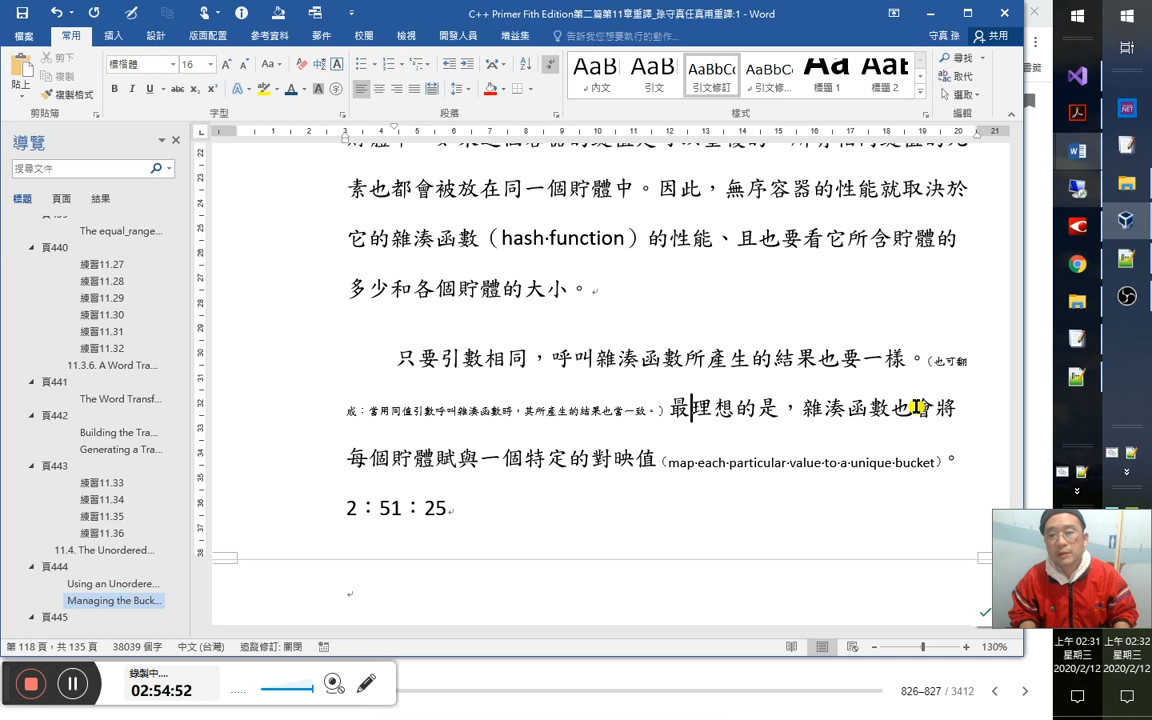 C++ Primer Fith Edition第二篇第11章重譯_孫守真任真甫重譯:1 - Word
檔案 常用 插入 設計 版面配置 參考資料 郵件 校閱 檢視 開發人員 增益集 告訴我您想要執行的動作... 守真 孫 共用
貼上 剪下 複製 複製格式
標楷體 16
AaB AaB AaBbCc AaBbC Aa Aat
內文 引文 引文修訂 引文修... 標題 1 標題 2
尋找 取代 選取
剪貼簿 字型 段落 樣式 編輯
導覽
搜尋文件
標題 頁面 結果
The equal_range...
頁440
練習11.27
練習11.28
練習11.29
練習11.30
練習11.31
練習11.32
11.3.6. A Word Tra...
頁441
The Word Transf...
頁442
Building the Tra...
Generating a Tra...
頁443
練習11.33
練習11.34
練習11.35
練習11.36
11.4. The Unordered...
頁444
Using an Unordere...
Managing the Buck...
頁445
素也都會被放在同一個貯體中。因此，無序容器的性能就取決於
它的雜湊函數（hash·function）的性能、且也要看它所含貯體的
多少和各個貯體的大小。
只要引數相同，呼叫雜湊函數所產生的結果也要一樣。（也可翻
成：當用同值引數呼叫雜湊函數時，其所產生的結果也當一致。）最理想的是，雜湊函數也會將
每個貯體賦與一個特定的對映值（map·each·particular·value·to·a·unique·bucket）。
2：51：25
第 118 頁，共 135 頁 38039 個字 中文 (台灣) 追蹤修訂: 關閉 130%
錄製中....
02:54:52
826–827 / 3412
上午 02:31
星期三
2020/2/12
上午 02:32
星期三
2020/2/12